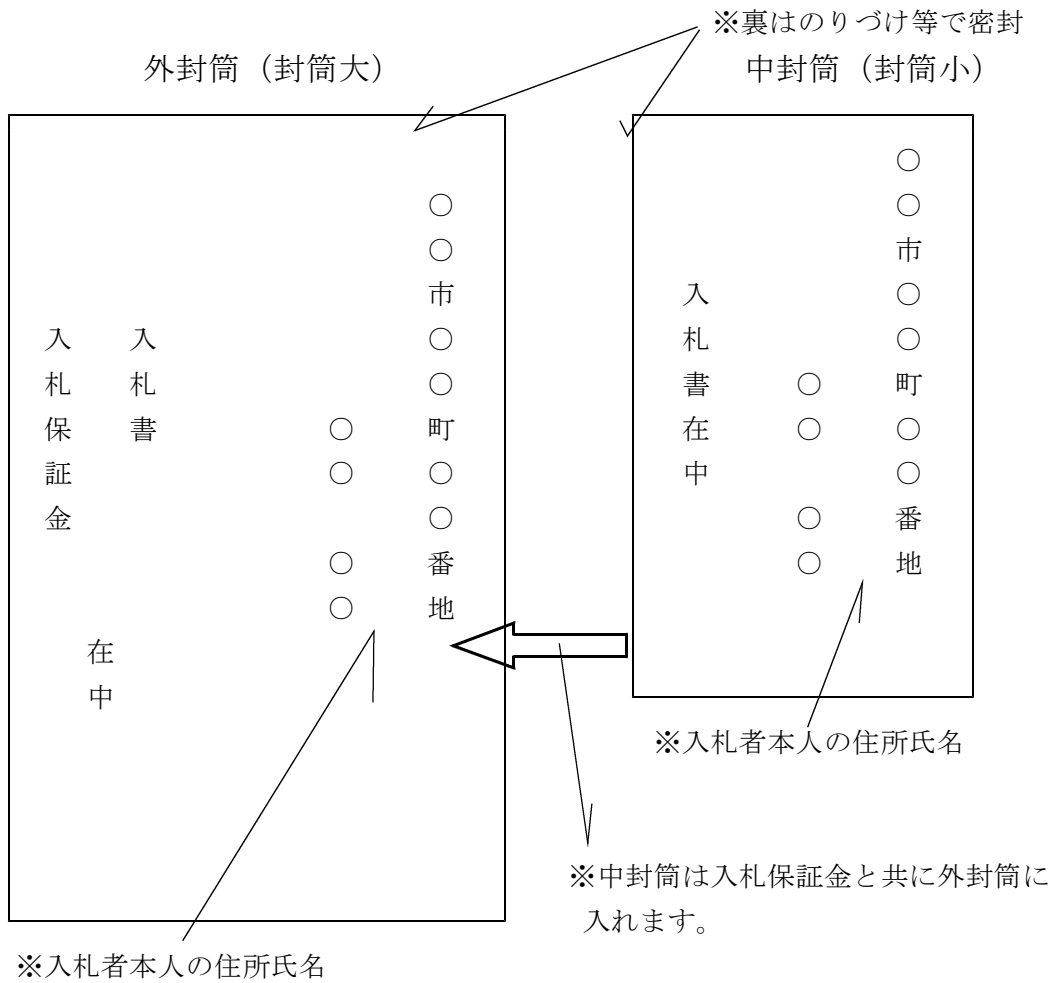 ※裏はのりづけ等で密封
外封筒（封筒大）
中封筒（封筒小）
○○市○○町○○番地
○○　○○
入札書
入札保証金
在中
○○市○○町○○番地
○○　○○
入札書在中
※入札者本人の住所氏名
※中封筒は入札保証金と共に外封筒に
入れます。
※入札者本人の住所氏名